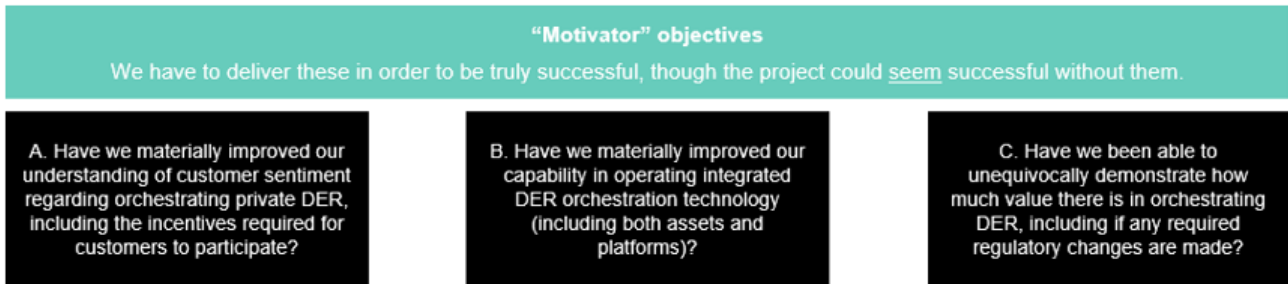 “Motivator” objectives
We have to deliver these in order to be truly successful, though the project could seem successful without them.
A. Have we materially improved our
understanding of customer sentiment
regarding orchestrating private DER,
including the incentives required for
customers to participate?
B. Have we materially improved our
capability in operating integrated
DER orchestration technology
(including both assets and
platforms)?
C. Have we been able to
unequivocally demonstrate how
much value there is in orchestrating
DER, including if any required
regulatory changes are made?